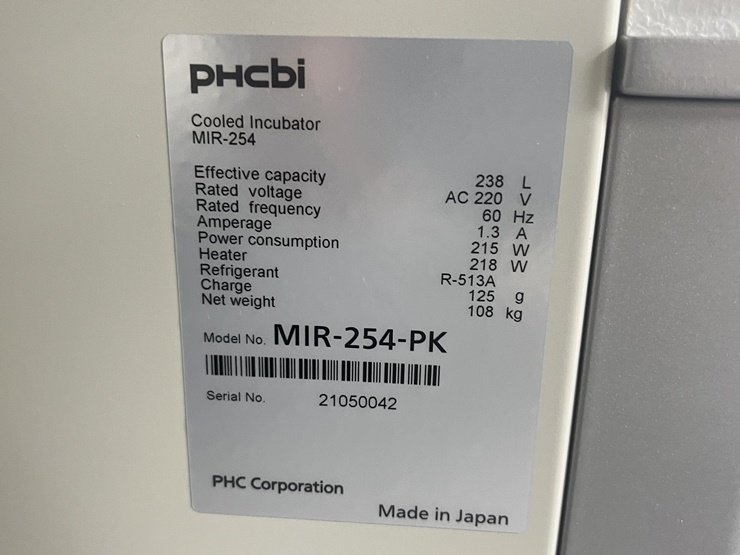 PHCbi
Cooled Incubator
MIR-254
Effective capacity 238 L
Rated voltage AC 220 V
Rated frequency 60 Hz
Amperage 1.3 A
Power consumption 215 W
Heater 218 W
Refrigerant R-513A
Charge 125 g
Net weight 108 kg
Model No. MIR-254-PK
Serial No. 21050042
PHC Corporation
Made in Japan